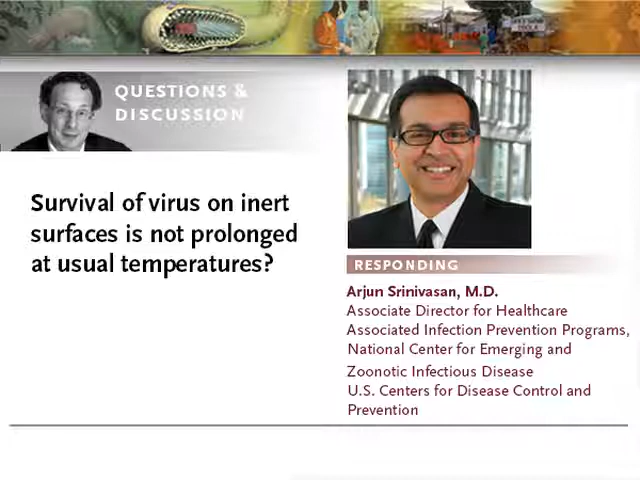 QUESTIONS &
DISCUSSION
Survival of virus on inert
surfaces is not prolonged
at usual temperatures?
RESPONDING
Arjun Srinivasan, M.D.
Associate Director for Healthcare
Associated Infection Prevention Programs,
National Center for Emerging and
Zoonotic Infectious Disease
U.S. Centers for Disease Control and
Prevention